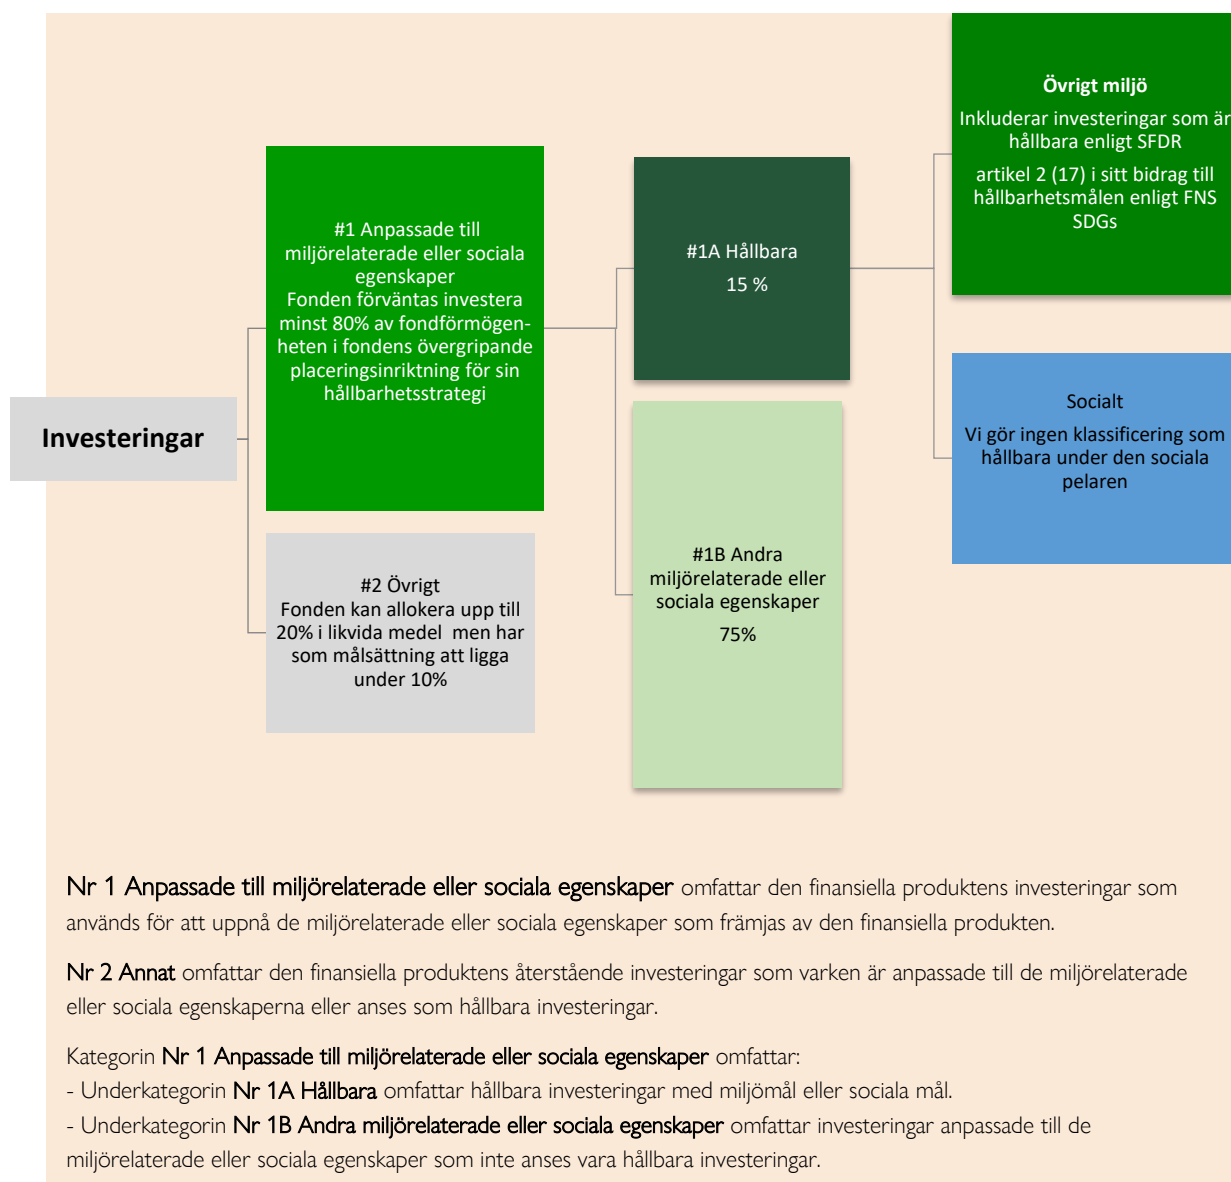 Investeringar
#1 Anpassade till
miljörelaterade eller sociala
egenskaper
Fonden förväntas investera
minst 80% av fondförmögen-
heten i fondens övergripande
placeringsinriktning för sin
hållbarhetsstrategi
#2 Övrigt
Fonden kan allokera upp till
20% i likvida medel men har
som målsättning att ligga
under 10%
#1A Hållbara
15 %
#1B Andra
miljörelaterade eller
sociala egenskaper
75%
Övrigt miljö
Inkluderar investeringar som är
hållbara enligt SFDR
artikel 2 (17) i sitt bidrag till
hållbarhetsmålen enligt FNS
SDGs
Socialt
Vi gör ingen klassificering som
hållbara under den sociala
pelaren
Nr 1 Anpassade till miljörelaterade eller sociala egenskaper omfattar den finansiella produktens investeringar som
används för att uppnå de miljörelaterade eller sociala egenskaper som främjas av den finansiella produkten.
Nr 2 Annat omfattar den finansiella produktens återstående investeringar som varken är anpassade till de miljörelaterade
eller sociala egenskaperna eller anses som hållbara investeringar.
Kategorin Nr 1 Anpassade till miljörelaterade eller sociala egenskaper omfattar:
- Underkategorin Nr 1A Hållbara omfattar hållbara investeringar med miljömål eller sociala mål.
- Underkategorin Nr 1B Andra miljörelaterade eller sociala egenskaper omfattar investeringar anpassade till de
miljörelaterade eller sociala egenskaper som inte anses vara hållbara investeringar.